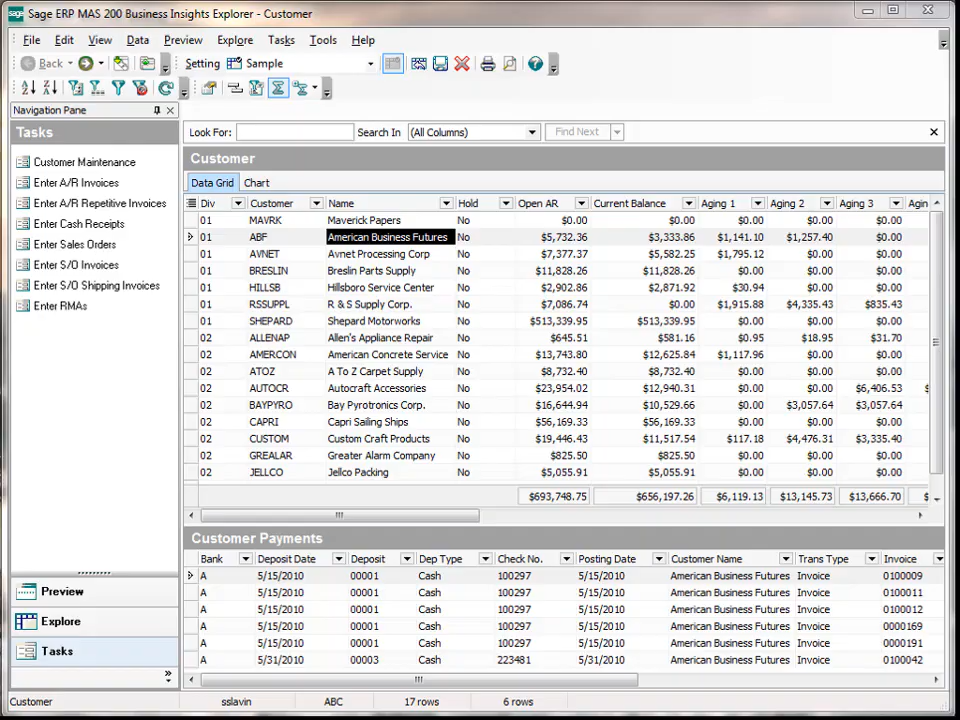 Sage ERP MAS 200 Business Insights Explorer - Customer
File Edit View Data Preview Explore Tasks Tools Help
Back Setting Sample
Navigation Pane
Tasks
Customer Maintenance
Enter A/R Invoices
Enter A/R Repetitive Invoices
Enter Cash Receipts
Enter Sales Orders
Enter S/O Invoices
Enter S/O Shipping Invoices
Enter RMAs
Preview
Explore
Tasks
Look For: Search In (All Columns) Find Next
Customer
Data Grid Chart
Div Customer Name Hold Open AR Current Balance Aging 1 Aging 2 Aging 3 Agin
01 MAVRK Maverick Papers No $0.00 $0.00 $0.00 $0.00 $0.00
01 ABF American Business Futures No $5,732.36 $3,333.86 $1,141.10 $1,257.40 $0.00
01 AVNET Avnet Processing Corp No $7,377.37 $5,582.25 $1,795.12 $0.00 $0.00
01 BRESLIN Breslin Parts Supply No $11,828.26 $11,828.26 $0.00 $0.00 $0.00
01 HILLSB Hillsboro Service Center No $2,902.86 $2,871.92 $30.94 $0.00 $0.00
01 RSSUPPL R & S Supply Corp. No $7,086.74 $0.00 $1,915.88 $4,335.43 $835.43
01 SHEPARD Shepard Motorworks No $513,339.95 $513,339.95 $0.00 $0.00 $0.00
02 ALLENAP Allen's Appliance Repair No $645.51 $581.16 $0.95 $18.95 $31.70
02 AMERCON American Concrete Service No $13,743.80 $12,625.84 $1,117.96 $0.00 $0.00
02 ATOZ A To Z Carpet Supply No $8,732.40 $8,732.40 $0.00 $0.00 $0.00
02 AUTOCR Autocraft Accessories No $23,954.02 $12,940.31 $0.00 $0.00 $6,406.53
02 BAYPYRO Bay Pyrotronics Corp. No $16,644.94 $10,529.66 $0.00 $3,057.64 $3,057.64
02 CAPRI Capri Sailing Ships No $56,169.33 $56,169.33 $0.00 $0.00 $0.00
02 CUSTOM Custom Craft Products No $19,446.43 $11,517.54 $117.18 $4,476.31 $3,335.40
02 GREALAR Greater Alarm Company No $825.50 $825.50 $0.00 $0.00 $0.00
02 JELLCO Jellco Packing No $5,055.91 $5,055.91 $0.00 $0.00 $0.00
$693,748.75 $656,197.26 $6,119.13 $13,145.73 $13,666.70 $
Customer Payments
Bank Deposit Date Deposit Dep Type Check No. Posting Date Customer Name Trans Type Invoice
A 5/15/2010 00001 Cash 100297 5/15/2010 American Business Futures Invoice 0100009
A 5/15/2010 00001 Cash 100297 5/15/2010 American Business Futures Invoice 0100011
A 5/15/2010 00001 Cash 100297 5/15/2010 American Business Futures Invoice 0100012
A 5/15/2010 00001 Cash 100297 5/15/2010 American Business Futures Invoice 0000169
A 5/15/2010 00001 Cash 100297 5/15/2010 American Business Futures Invoice 0000191
A 5/31/2010 00003 Cash 223481 5/31/2010 American Business Futures Invoice 0100042
Customer sslavin ABC 17 rows 6 rows